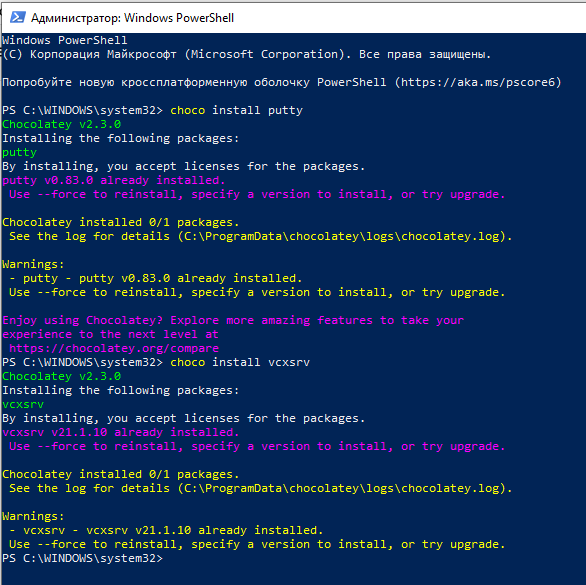 Администратор: Windows PowerShell
Windows PowerShell
(C) Корпорация Майкрософт (Microsoft Corporation). Все права защищены.
Попробуйте новую кроссплатформенную оболочку PowerShell (https://aka.ms/pscore6)
PS C:\WINDOWS\system32> choco install putty
Chocolatey v2.3.0
Installing the following packages:
putty
By installing, you accept licenses for the packages.
putty v0.83.0 already installed.
 Use --force to reinstall, specify a version to install, or try upgrade.
Chocolatey installed 0/1 packages.
 See the log for details (C:\ProgramData\chocolatey\logs\chocolatey.log).
Warnings:
 - putty - putty v0.83.0 already installed.
 Use --force to reinstall, specify a version to install, or try upgrade.
Enjoy using Chocolatey? Explore more amazing features to take your
experience to the next level at
 https://chocolatey.org/compare
PS C:\WINDOWS\system32> choco install vcxsrv
Chocolatey v2.3.0
Installing the following packages:
vcxsrv
By installing, you accept licenses for the packages.
vcxsrv v21.1.10 already installed.
 Use --force to reinstall, specify a version to install, or try upgrade.
Chocolatey installed 0/1 packages.
 See the log for details (C:\ProgramData\chocolatey\logs\chocolatey.log).
Warnings:
 - vcxsrv - vcxsrv v21.1.10 already installed.
 Use --force to reinstall, specify a version to install, or try upgrade.
PS C:\WINDOWS\system32>